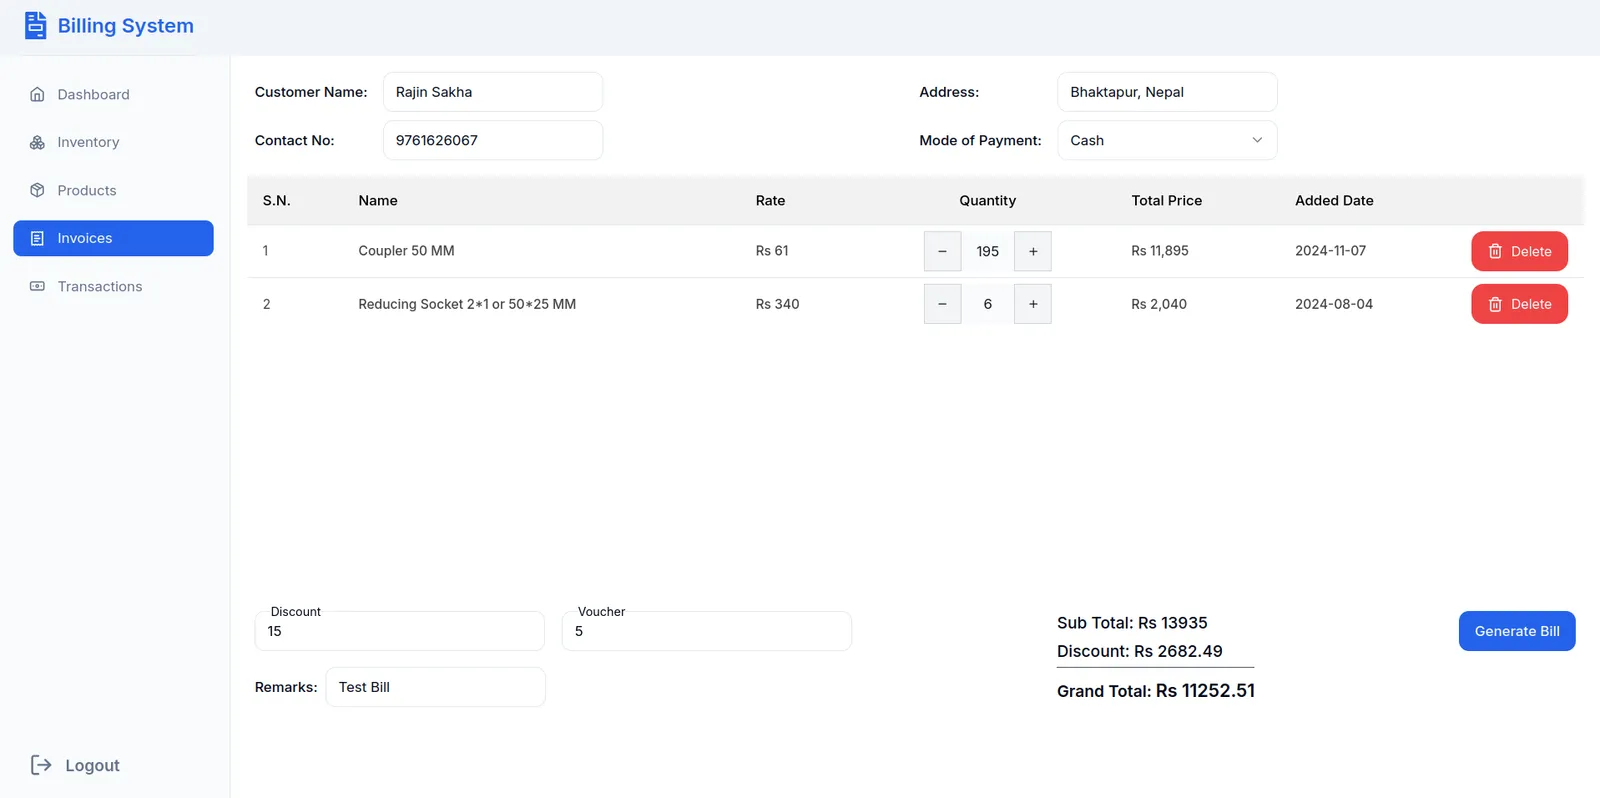 Billing System
Dashboard
Inventory
Products
Invoices
Transactions
Logout
Customer Name: Rajin Sakha
Address: Bhaktapur, Nepal
Contact No: 9761626067
Mode of Payment: Cash
S.N. Name Rate Quantity Total Price Added Date
1 Coupler 50 MM Rs 61 − 195 + Rs 11,895 2024-11-07 Delete
2 Reducing Socket 2*1 or 50*25 MM Rs 340 − 6 + Rs 2,040 2024-08-04 Delete
Discount
15
Voucher
5
Remarks: Test Bill
Sub Total: Rs 13935
Discount: Rs 2682.49
Grand Total: Rs 11252.51
Generate Bill